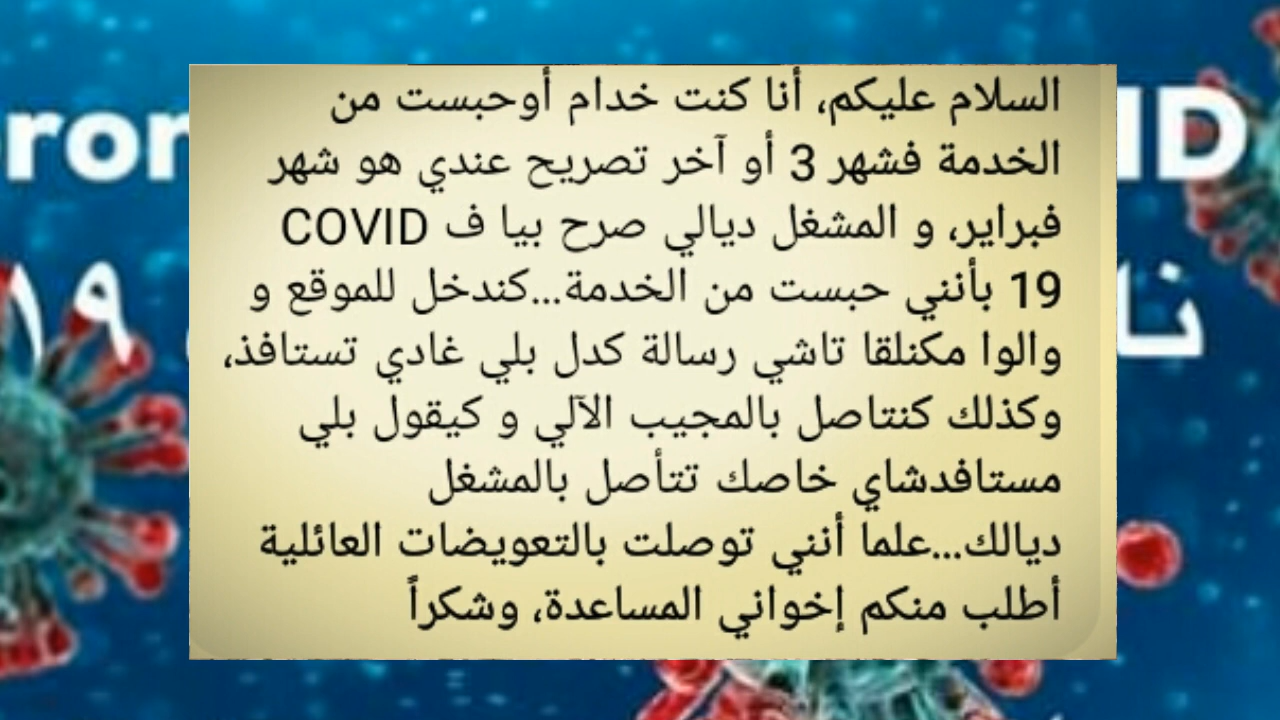 السلام عليكم، أنا كنت خدام أوحبست من
الخدمة فشهر 3 أو آخر تصريح عندي هو شهر
فبراير، و المشغل ديالي صرح بيا ف COVID
19 بأنني حبست من الخدمة...كندخل للموقع و
والوا مكنلقا تاشي رسالة كدل بلي غادي تستافذ،
وكذلك كنتاصل بالمجيب الآلي و كيقول بلي
مستافدشاي خاصك تتأصل بالمشغل
ديالك...علما أنني توصلت بالتعويضات العائلية
أطلب منكم إخواني المساعدة، وشكراً